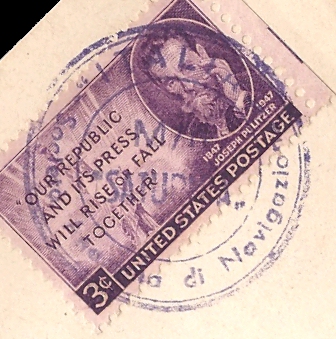 "OUR REPUBLIC
AND ITS PRESS
WILL RISE OR FALL
TOGETHER"
1847 JOSEPH PULITZER 1947
3¢ UNITED STATES POSTAGE
ITAL
di Navigazio